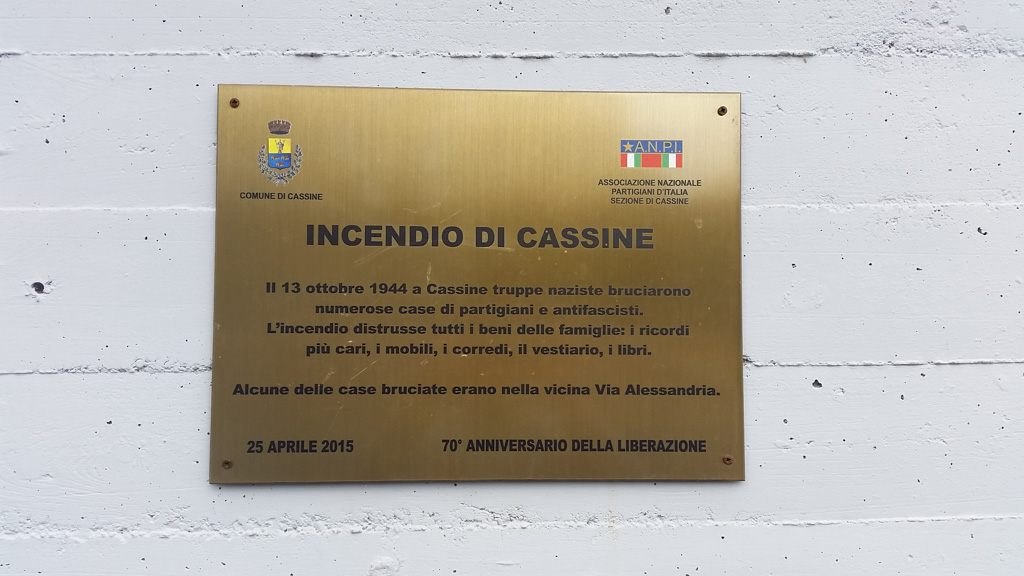 COMUNE DI CASSINE
★A.N.P.I.
ASSOCIAZIONE NAZIONALE
PARTIGIANI D'ITALIA
SEZIONE DI CASSINE
INCENDIO DI CASSINE
Il 13 ottobre 1944 a Cassine truppe naziste bruciarono
numerose case di partigiani e antifascisti.
L'incendio distrusse tutti i beni delle famiglie: i ricordi
più cari, i mobili, i corredi, il vestiario, i libri.
Alcune delle case bruciate erano nella vicina Via Alessandria.
25 APRILE 2015 70° ANNIVERSARIO DELLA LIBERAZIONE